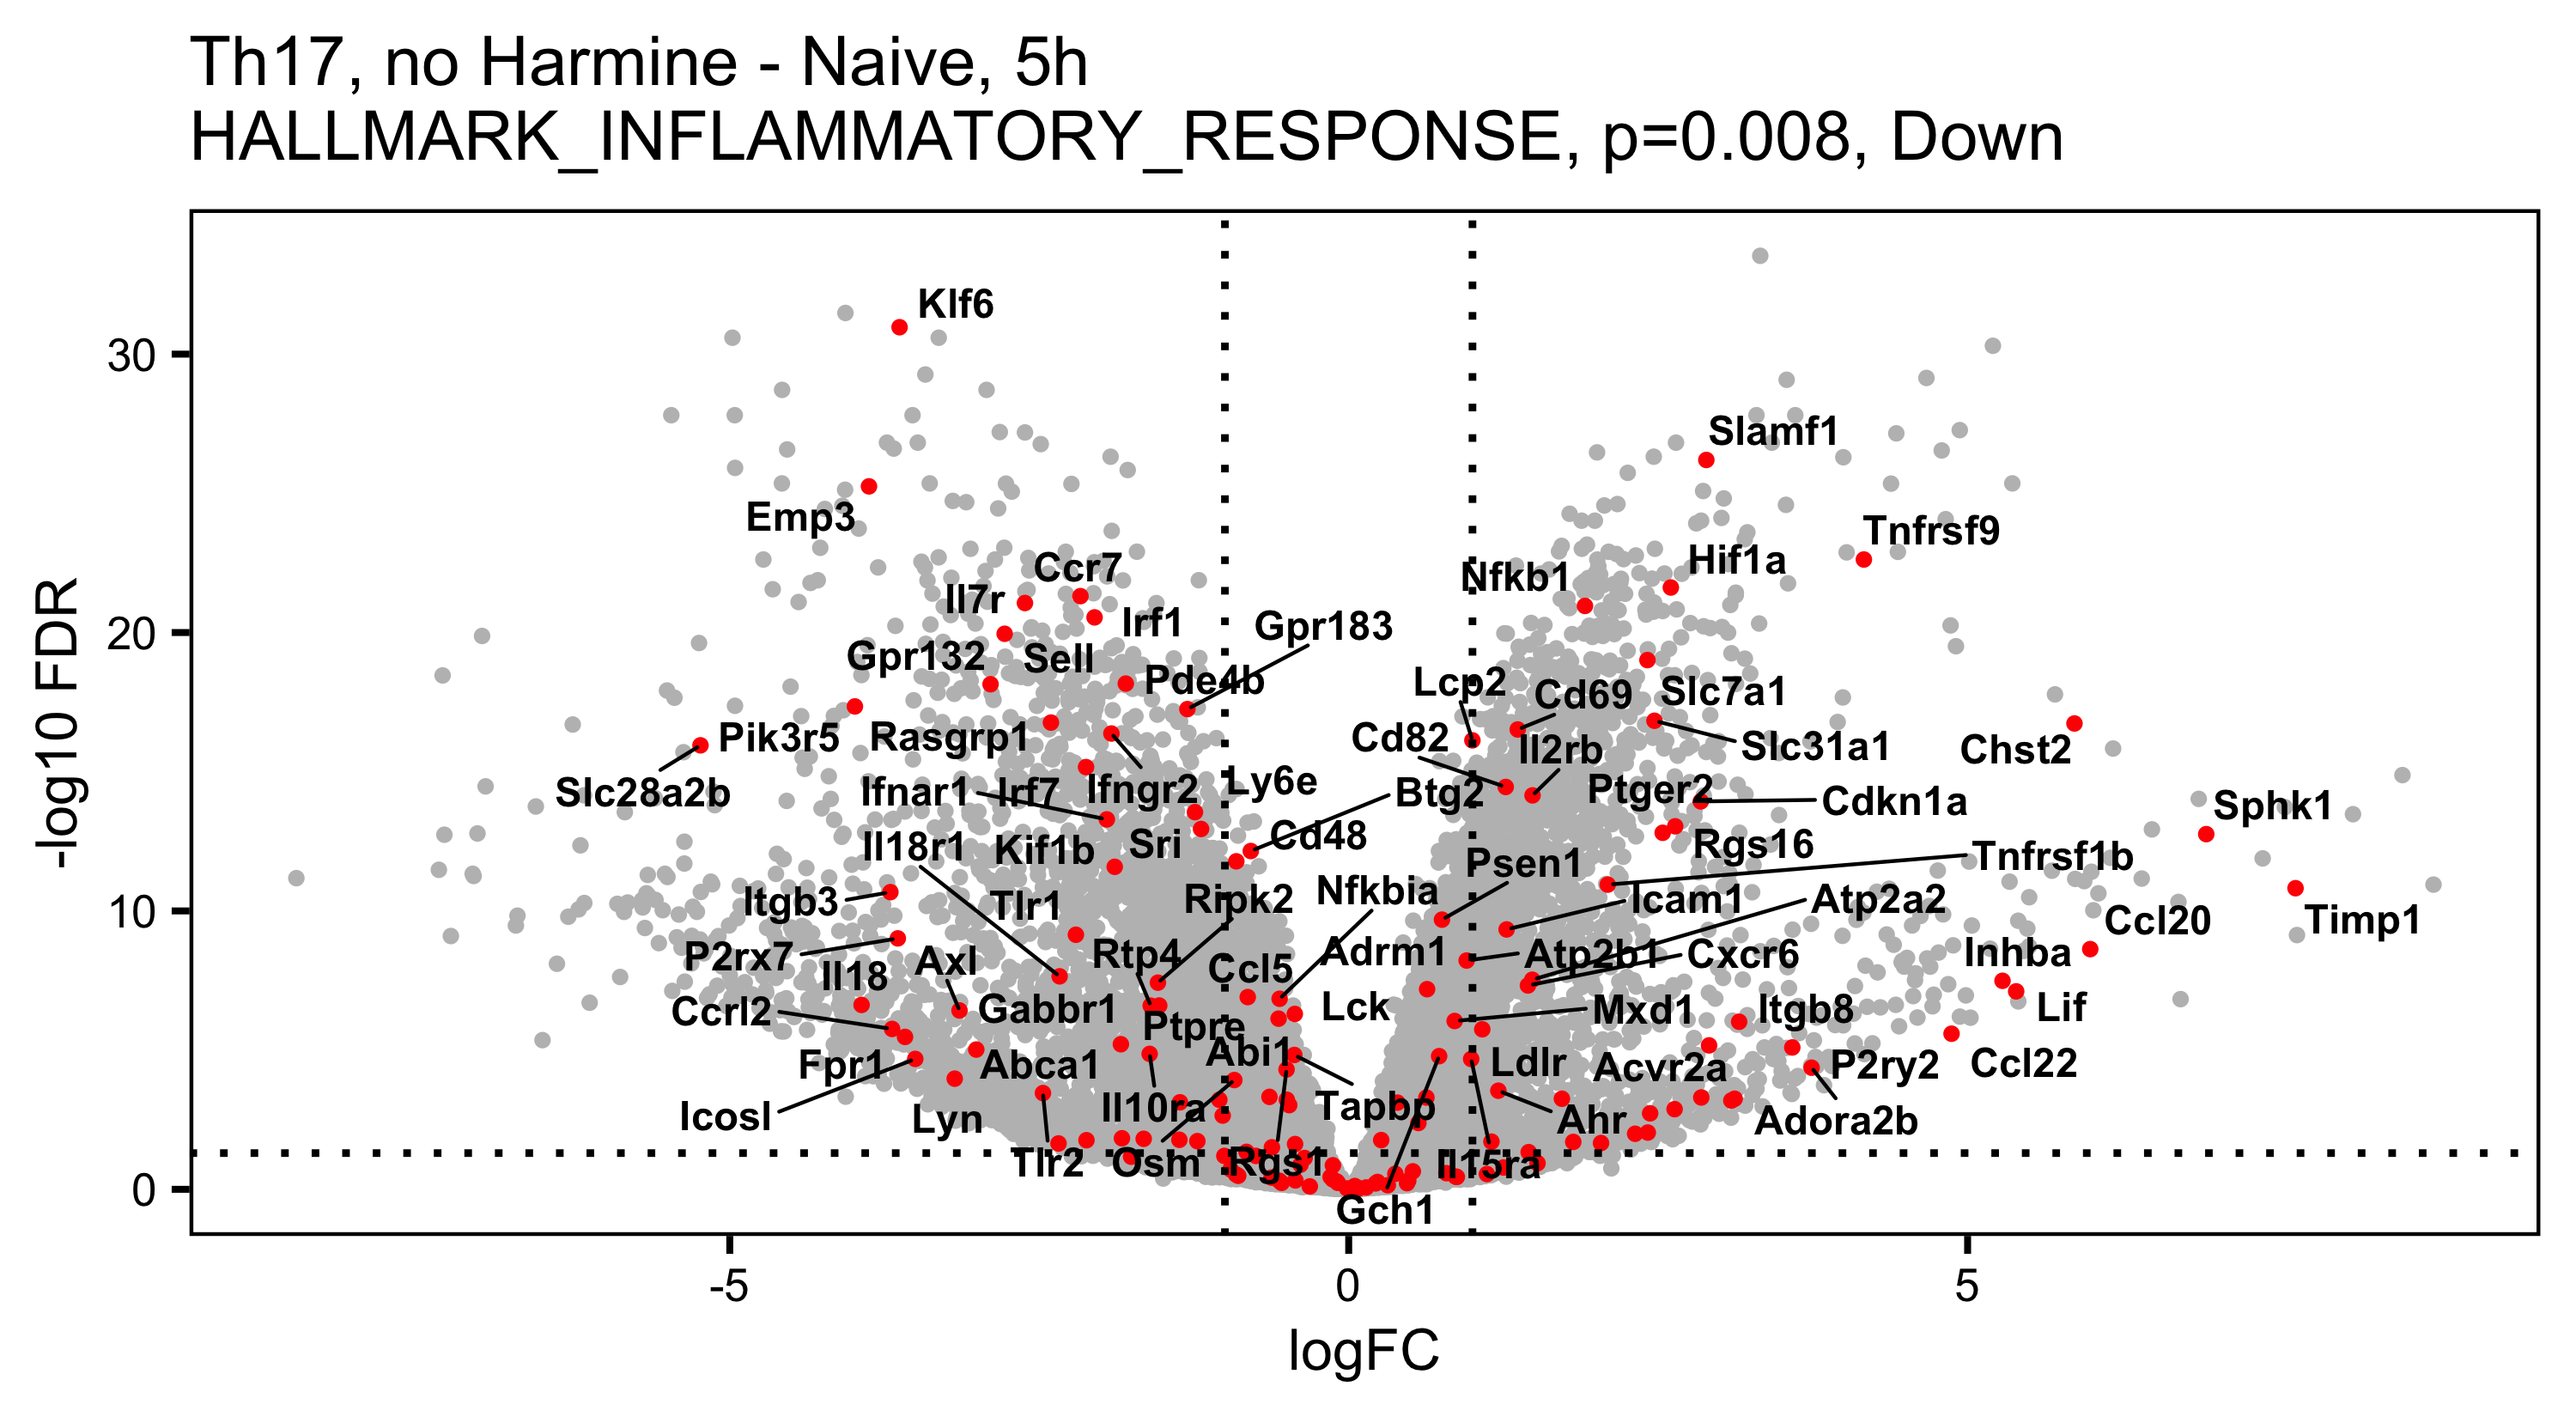 Th17, no Harmine - Naive, 5h
HALLMARK_INFLAMMATORY_RESPONSE, p=0.008, Down
-log10 FDR
30
20
10
0
Klf6
Slamf1
Emp3
Tnfrsf9
Ccr7
Hif1a
Nfkb1
Il7r
Irf1
Gpr183
Gpr132
Sell
Pde4b
Lcp2
Cd69
Slc7a1
Pik3r5
Rasgrp1
Cd82
Il2rb
Slc31a1
Chst2
Slc28a2b
Ifnar1
Irf7
Ifngr2
Ly6e
Btg2
Ptger2
Cdkn1a
Sphk1
Il18r1
Kif1b
Sri
Cd48
Psen1
Rgs16
Tnfrsf1b
Itgb3
Tlr1
Ripk2
Nfkbia
Icam1
Atp2a2
Ccl20
Timp1
P2rx7
Il18
Axl
Rtp4
Ccl5
Adrm1
Atp2b1
Cxcr6
Inhba
Ccrl2
Gabbr1
Ptpre
Lck
Mxd1
Itgb8
Lif
Fpr1
Abca1
Abi1
Ldlr
Acvr2a
P2ry2
Ccl22
Icosl
Lyn
Il10ra
Tapbp
Ahr
Adora2b
Tlr2
Osm
Rgs1
Il15ra
Gch1
-5
0
5
logFC